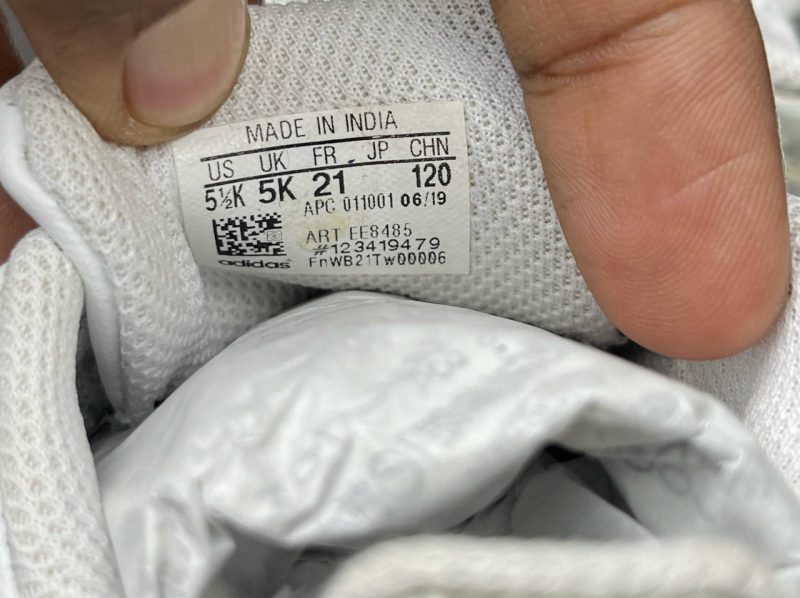 MADE IN INDIA
US UK FR JP CHN
5½K 5K 21 120
APC 011001 06/19
ART EE8485
#123419479
adidas FnWB21Tw00006